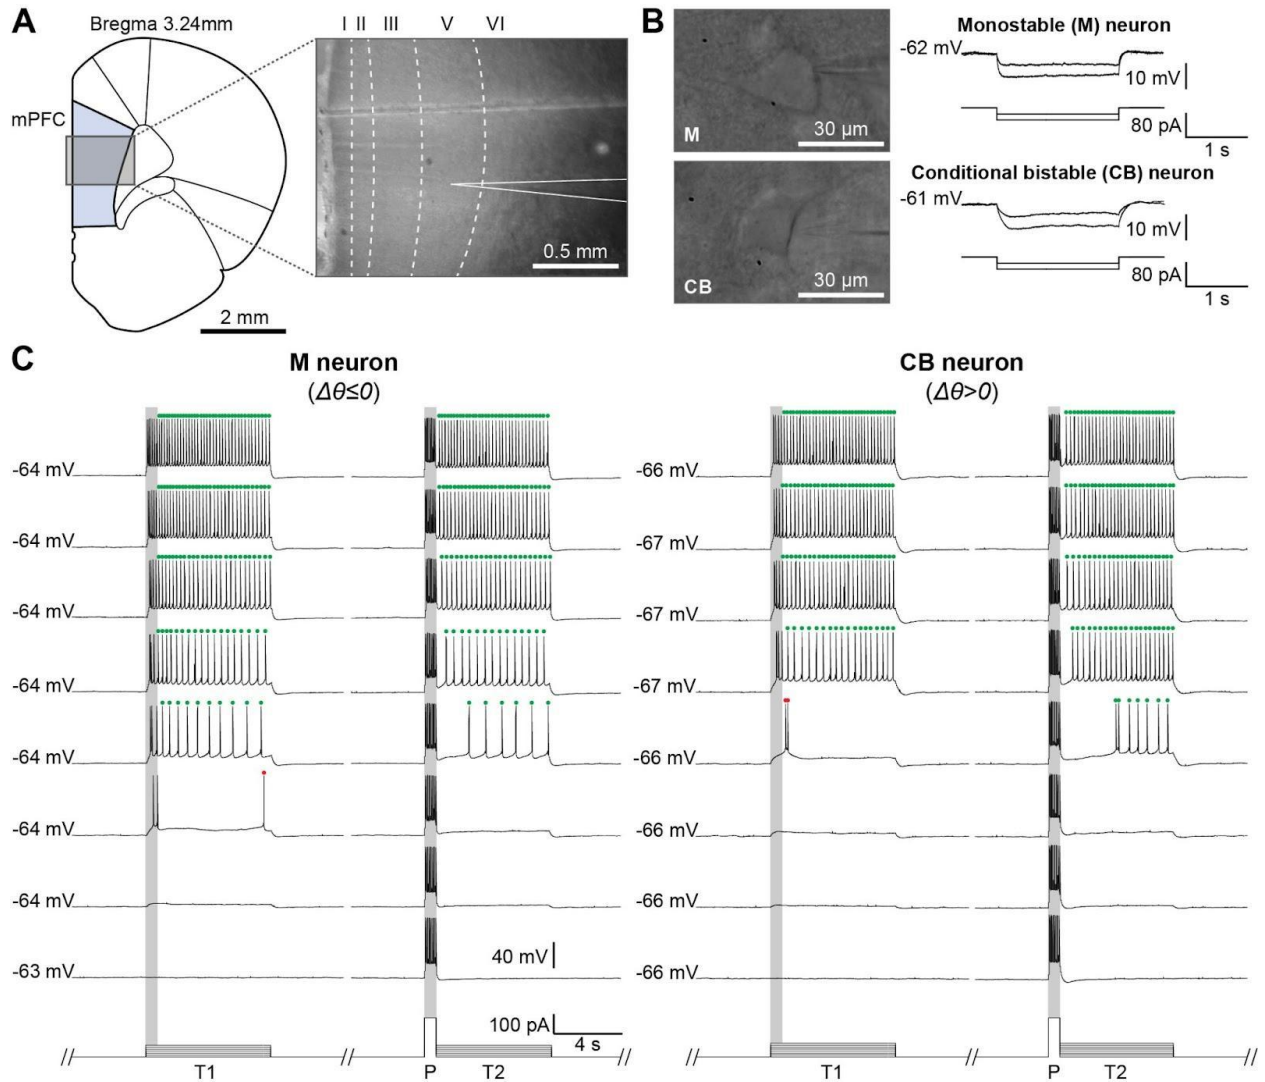 A
Bregma 3.24mm
mPFC
2 mm
I II III V VI
0.5 mm
B
M
30 µm
CB
30 µm
Monostable (M) neuron
-62 mV
10 mV
80 pA
1 s
Conditional bistable (CB) neuron
-61 mV
10 mV
80 pA
1 s
C
M neuron
(Δθ≤0)
-64 mV
-64 mV
-64 mV
-64 mV
-64 mV
-64 mV
-64 mV
-63 mV
40 mV
100 pA
4 s
// // //
T1 P T2
CB neuron
(Δθ>0)
-66 mV
-67 mV
-67 mV
-67 mV
-66 mV
-66 mV
-66 mV
-66 mV
// // //
T1 P T2